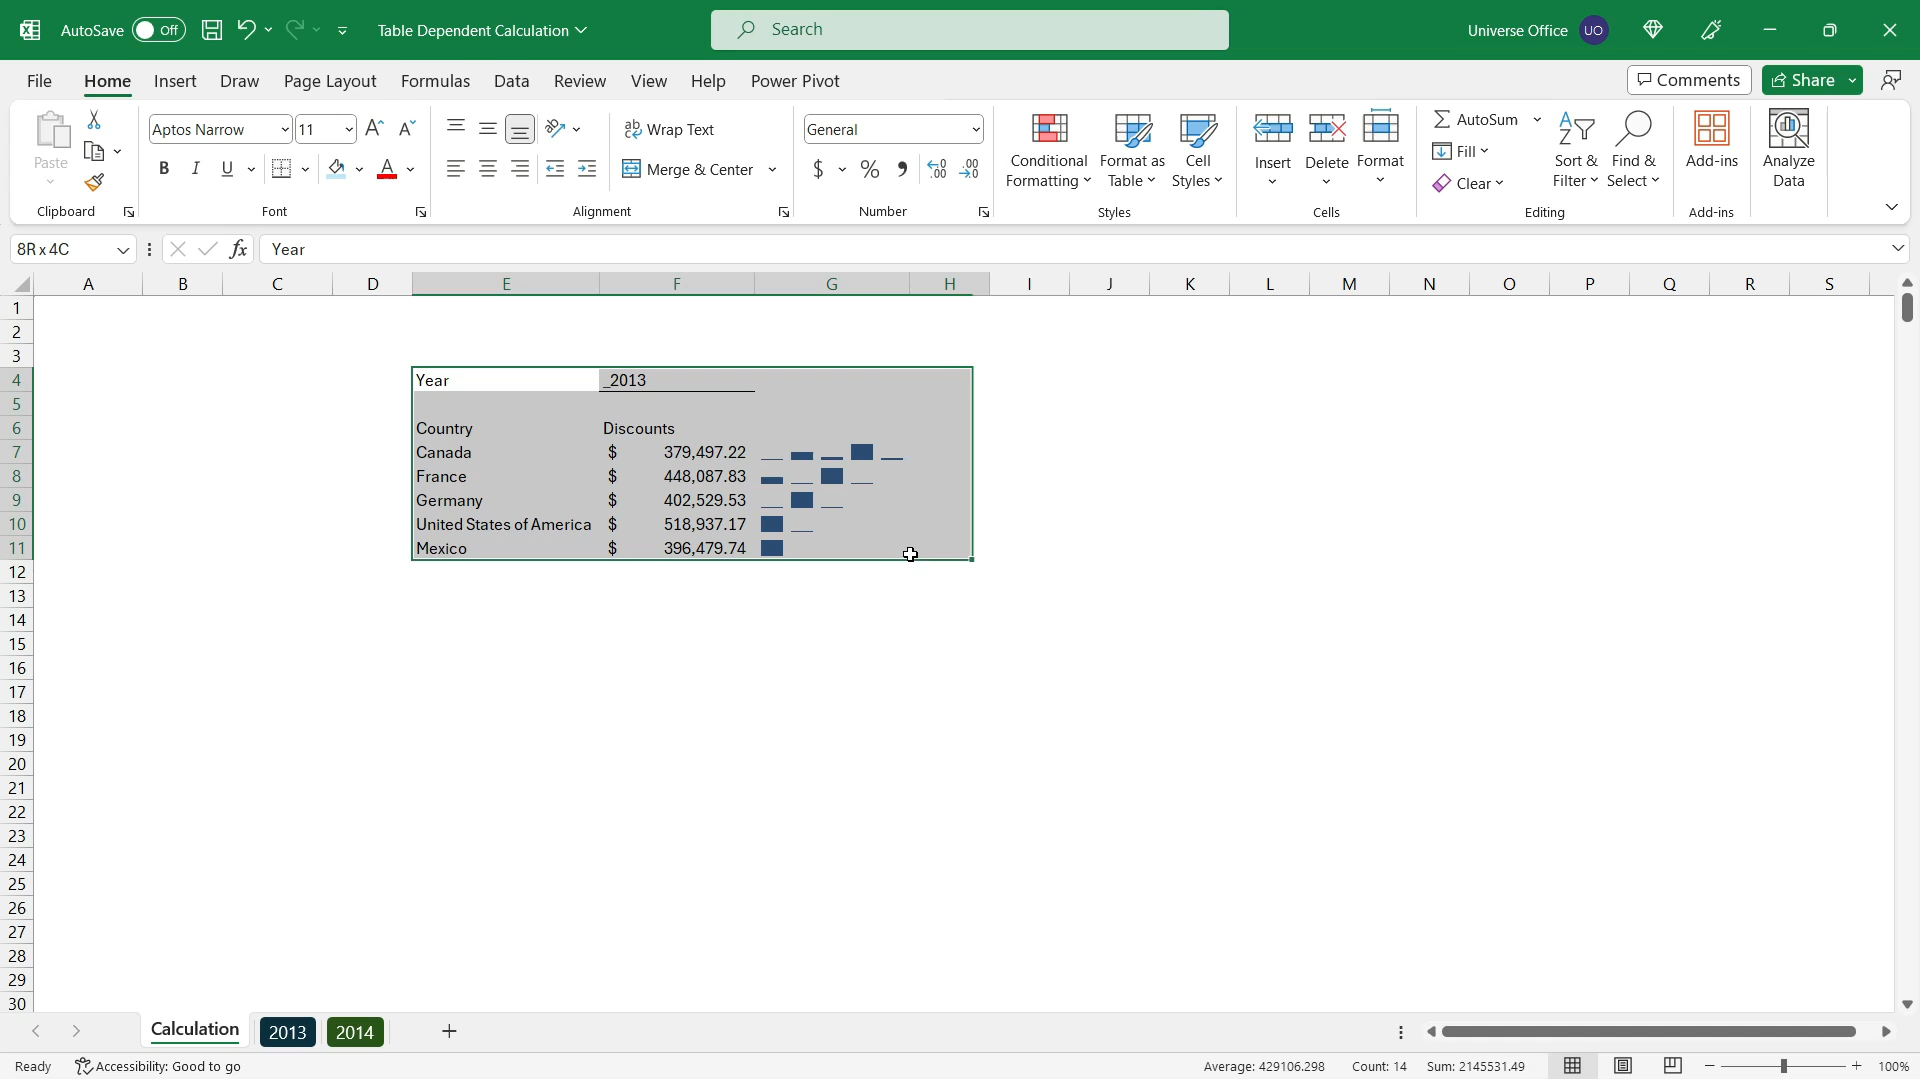 AutoSave Off Table Dependent Calculation Search Universe Office UO
File Home Insert Draw Page Layout Formulas Data Review View Help Power Pivot Comments Share
Paste
Clipboard
Aptos Narrow 11
B I U A
Font
Wrap Text
Merge & Center
Alignment
General
$ % 9 .00 .00
Number
Conditional Formatting
Format as Table
Cell Styles
Styles
Insert Delete Format
Cells
AutoSum
Fill
Clear
Sort & Filter
Find & Select
Editing
Add-ins
Add-ins
Analyze Data
8R x 4C fx Year
A B C D E F G H I J K L M N O P Q R S
1
2
3
4 Year _2013
5
6 Country Discounts
7 Canada $ 379,497.22
8 France $ 448,087.83
9 Germany $ 402,529.53
10 United States of America $ 518,937.17
11 Mexico $ 396,479.74
12
13
14
15
16
17
18
19
20
21
22
23
24
25
26
27
28
29
30
Calculation 2013 2014
Ready Accessibility: Good to go Average: 429106.298 Count: 14 Sum: 2145531.49 100%